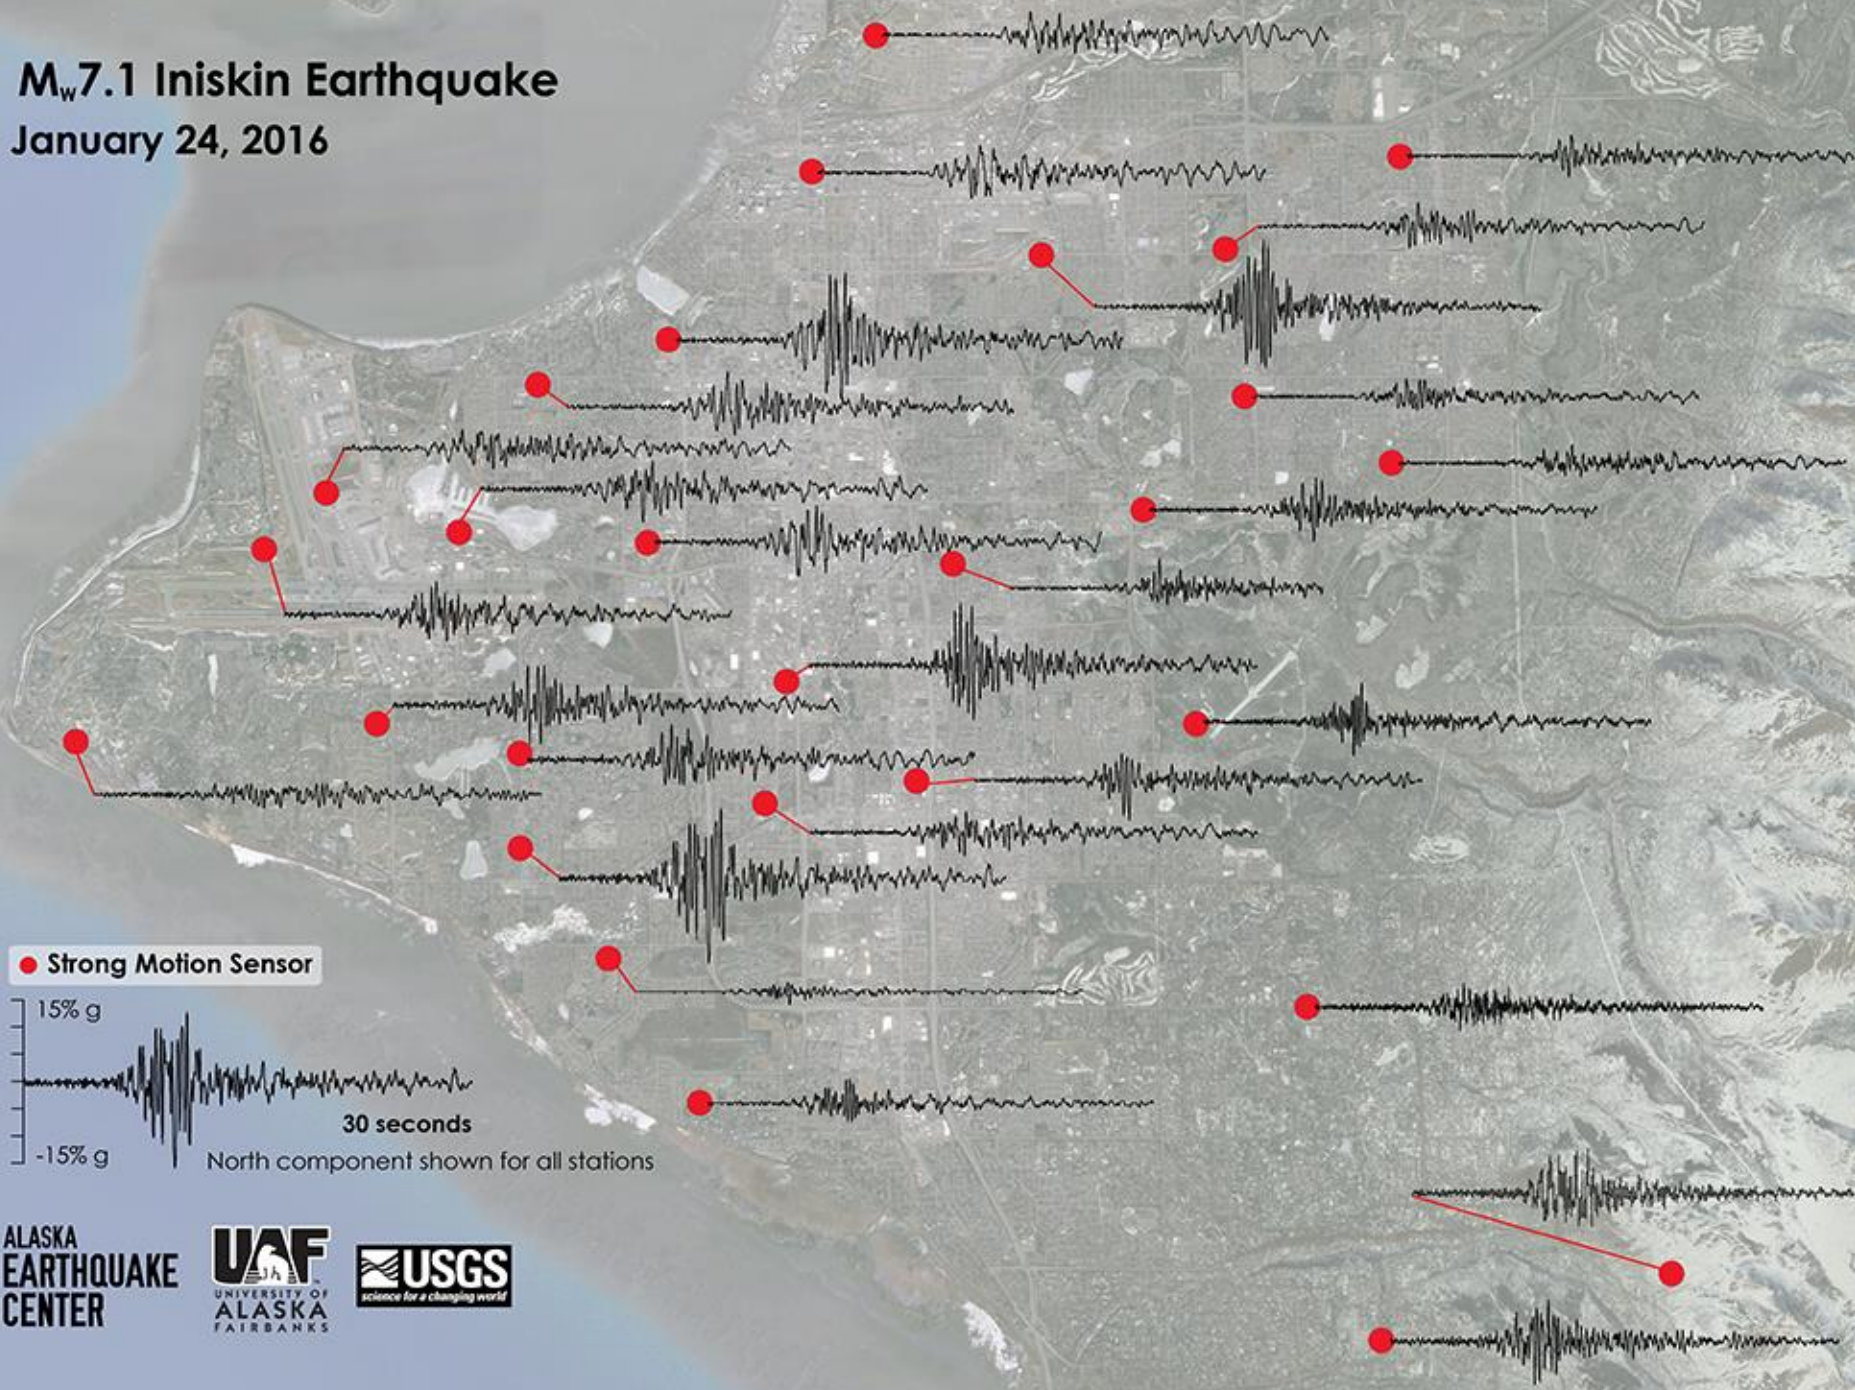 Mw7.1 Iniskin Earthquake
January 24, 2016
Strong Motion Sensor
15% g
30 seconds
-15% g
North component shown for all stations
ALASKA
EARTHQUAKE
CENTER
UAF
UNIVERSITY OF
ALASKA
FAIRBANKS
USGS
science for a changing world